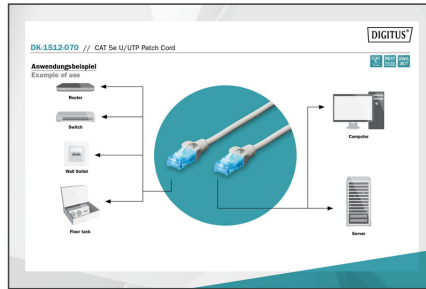 DIGITUS®
DK-1512-070 // CAT 5e U/UTP Patch Cord
Anwendungsbeispiel
Example of use
Router
Switch
Wall Outlet
Floor tank
Computer
Server